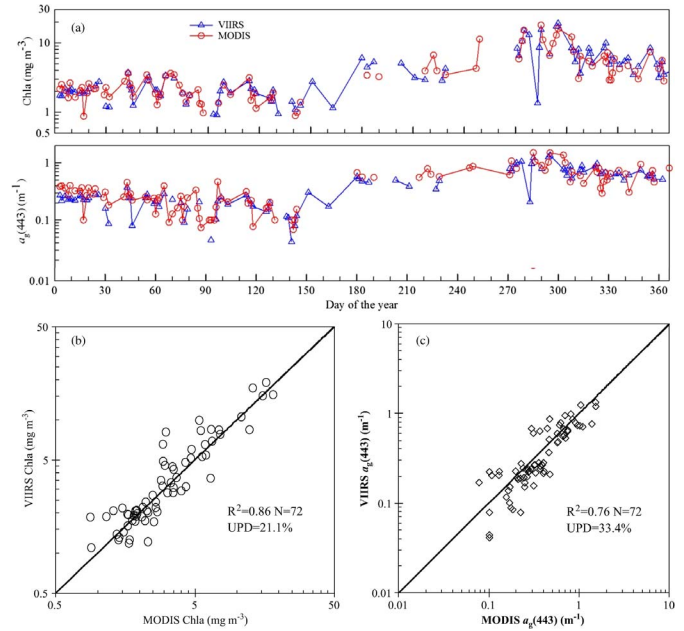 (a)
VIIRS
MODIS
Chla (mg m-3)
30
10
1
0.5
ag(443) (m-1)
1
0.1
0.01
0 30 60 90 120 150 180 210 240 270 300 330 360
Day of the year
(b)
VIIRS Chla (mg m-3)
50
5
0.5
R2=0.86 N=72
UPD=21.1%
0.5 5 50
MODIS Chla (mg m-3)
(c)
VIIRS ag(443) (m-1)
10
1
0.1
0.01
R2=0.76 N=72
UPD=33.4%
0.01 0.1 1 10
MODIS ag(443) (m-1)